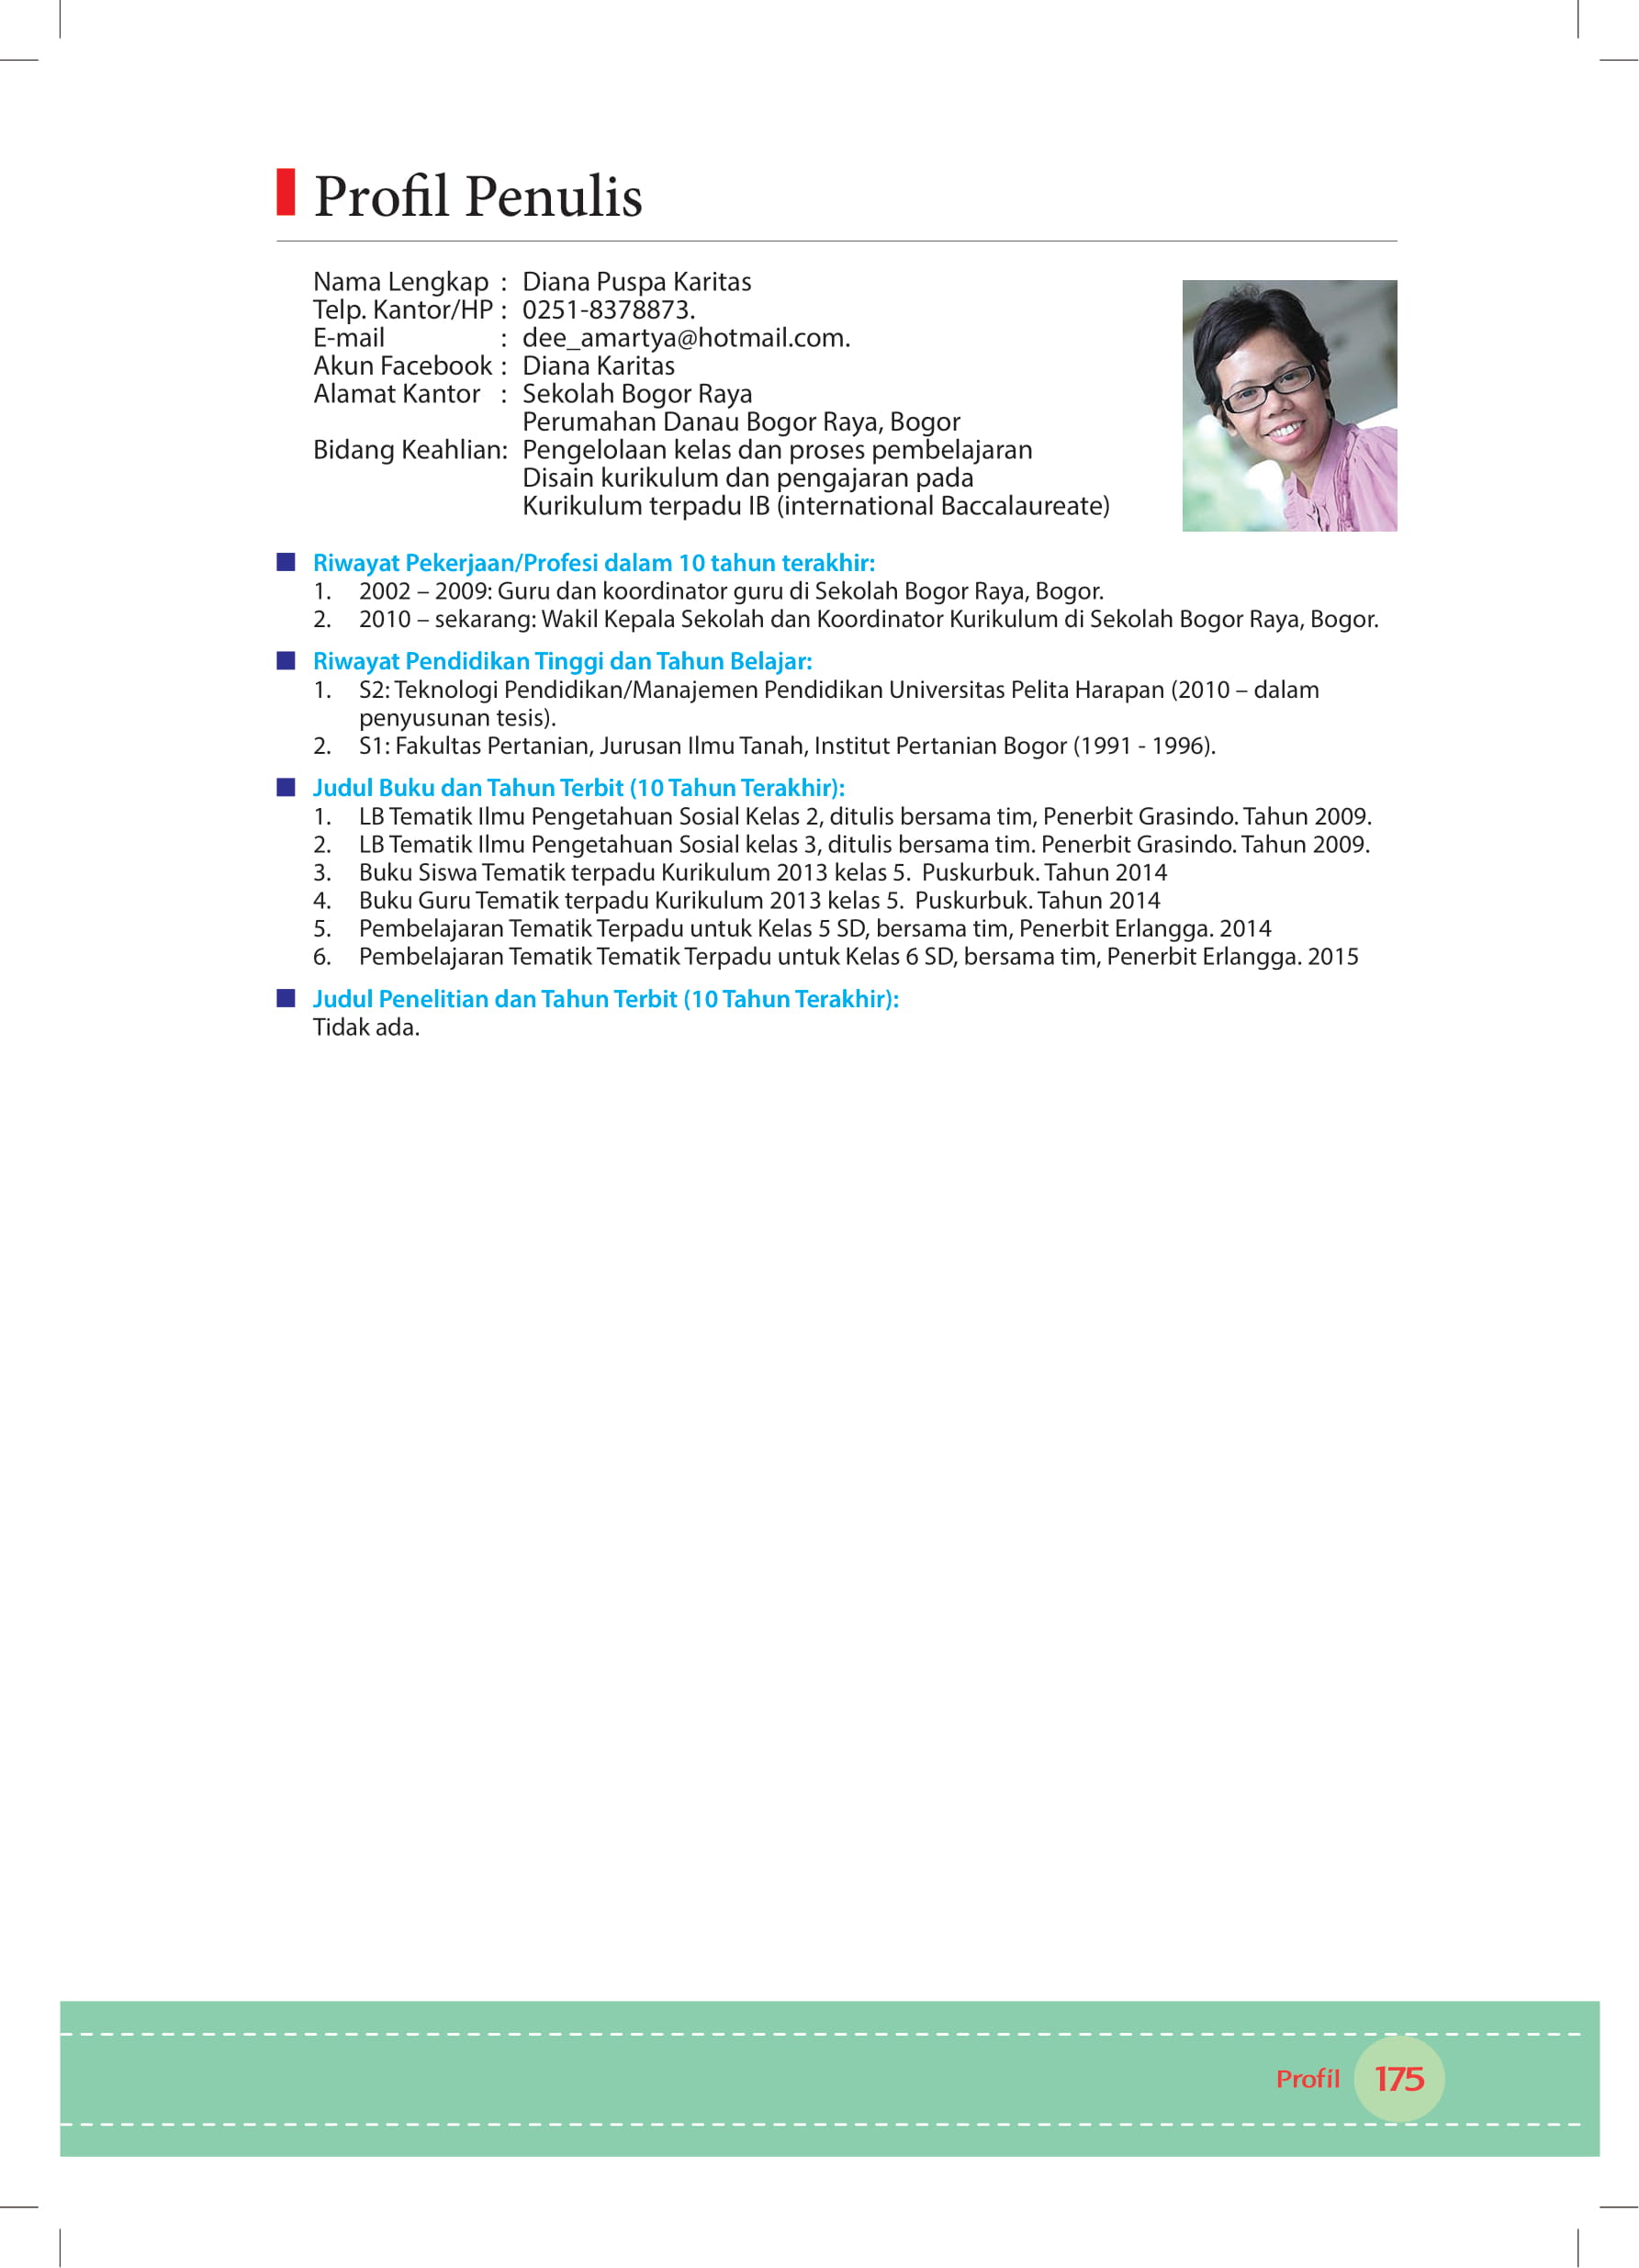 Profil Penulis
Nama Lengkap : Diana Puspa Karitas
Telp. Kantor/HP : 0251-8378873.
E-mail : dee_amartya@hotmail.com.
Akun Facebook : Diana Karitas
Alamat Kantor : Sekolah Bogor Raya
Perumahan Danau Bogor Raya, Bogor
Bidang Keahlian: Pengelolaan kelas dan proses pembelajaran
Disain kurikulum dan pengajaran pada
Kurikulum terpadu IB (international Baccalaureate)
Riwayat Pekerjaan/Profesi dalam 10 tahun terakhir:
1. 2002 – 2009: Guru dan koordinator guru di Sekolah Bogor Raya, Bogor.
2. 2010 – sekarang: Wakil Kepala Sekolah dan Koordinator Kurikulum di Sekolah Bogor Raya, Bogor.
Riwayat Pendidikan Tinggi dan Tahun Belajar:
1. S2: Teknologi Pendidikan/Manajemen Pendidikan Universitas Pelita Harapan (2010 – dalam
penyusunan tesis).
2. S1: Fakultas Pertanian, Jurusan Ilmu Tanah, Institut Pertanian Bogor (1991 - 1996).
Judul Buku dan Tahun Terbit (10 Tahun Terakhir):
1. LB Tematik Ilmu Pengetahuan Sosial Kelas 2, ditulis bersama tim, Penerbit Grasindo. Tahun 2009.
2. LB Tematik Ilmu Pengetahuan Sosial kelas 3, ditulis bersama tim. Penerbit Grasindo. Tahun 2009.
3. Buku Siswa Tematik terpadu Kurikulum 2013 kelas 5. Puskurbuk. Tahun 2014
4. Buku Guru Tematik terpadu Kurikulum 2013 kelas 5. Puskurbuk. Tahun 2014
5. Pembelajaran Tematik Terpadu untuk Kelas 5 SD, bersama tim, Penerbit Erlangga. 2014
6. Pembelajaran Tematik Tematik Terpadu untuk Kelas 6 SD, bersama tim, Penerbit Erlangga. 2015
Judul Penelitian dan Tahun Terbit (10 Tahun Terakhir):
Tidak ada.
Profil 175